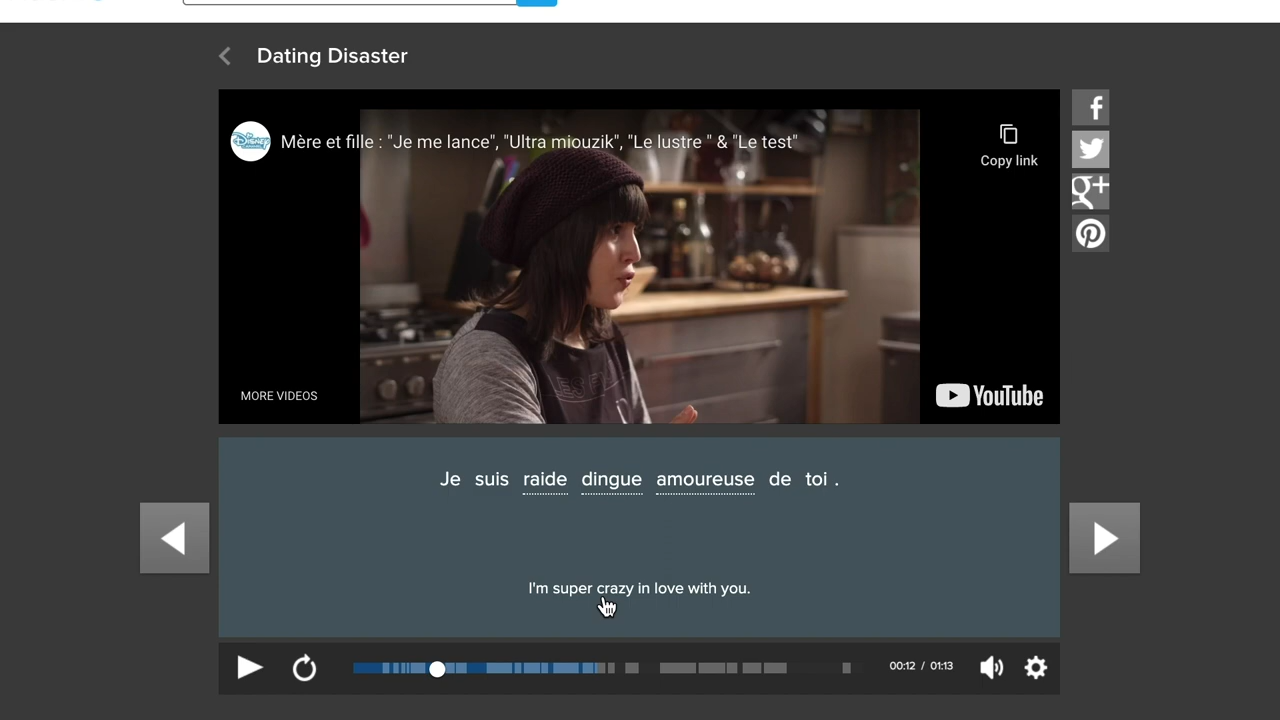 Dating Disaster
Mère et fille : "Je me lance", "Ultra miouzik", "Le lustre " & "Le test"
Copy link
MORE VIDEOS
YouTube
Je suis raide dingue amoureuse de toi .
I'm super crazy in love with you.
00:12 / 01:13